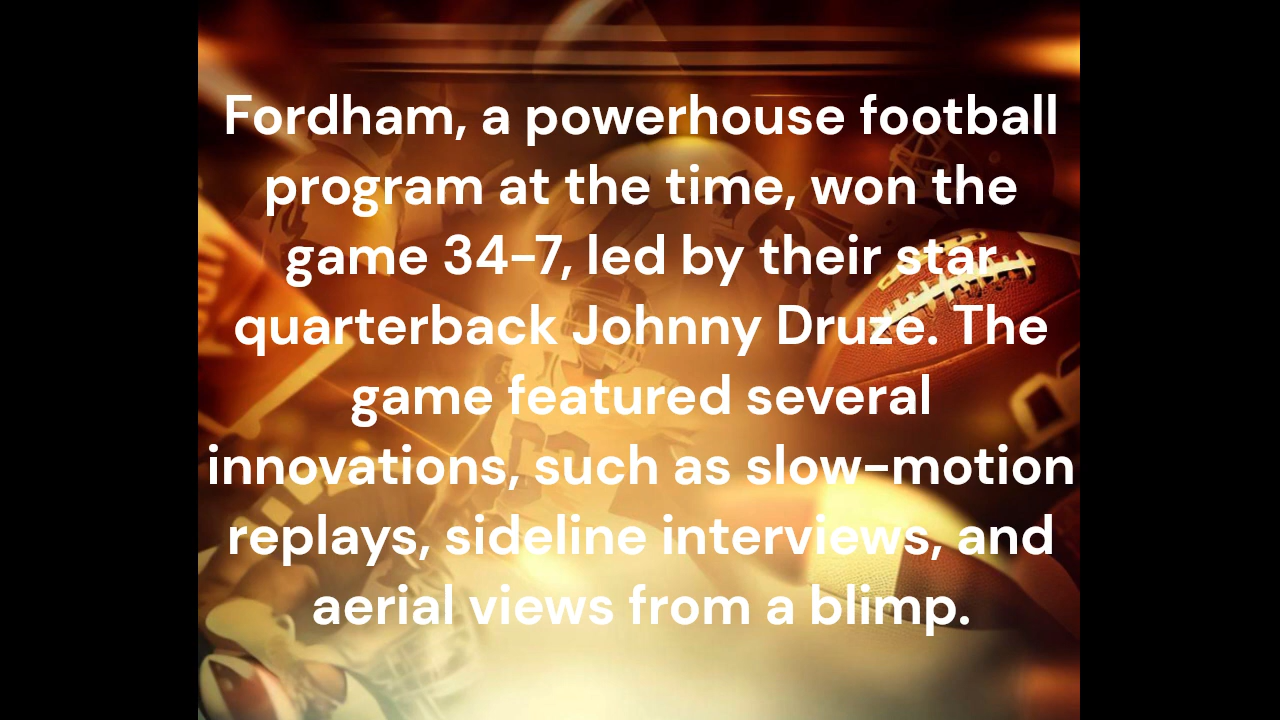 Fordham, a powerhouse football
program at the time, won the
game 34-7, led by their star
quarterback Johnny Druze. The
game featured several
innovations, such as slow-motion
replays, sideline interviews, and
aerial views from a blimp.